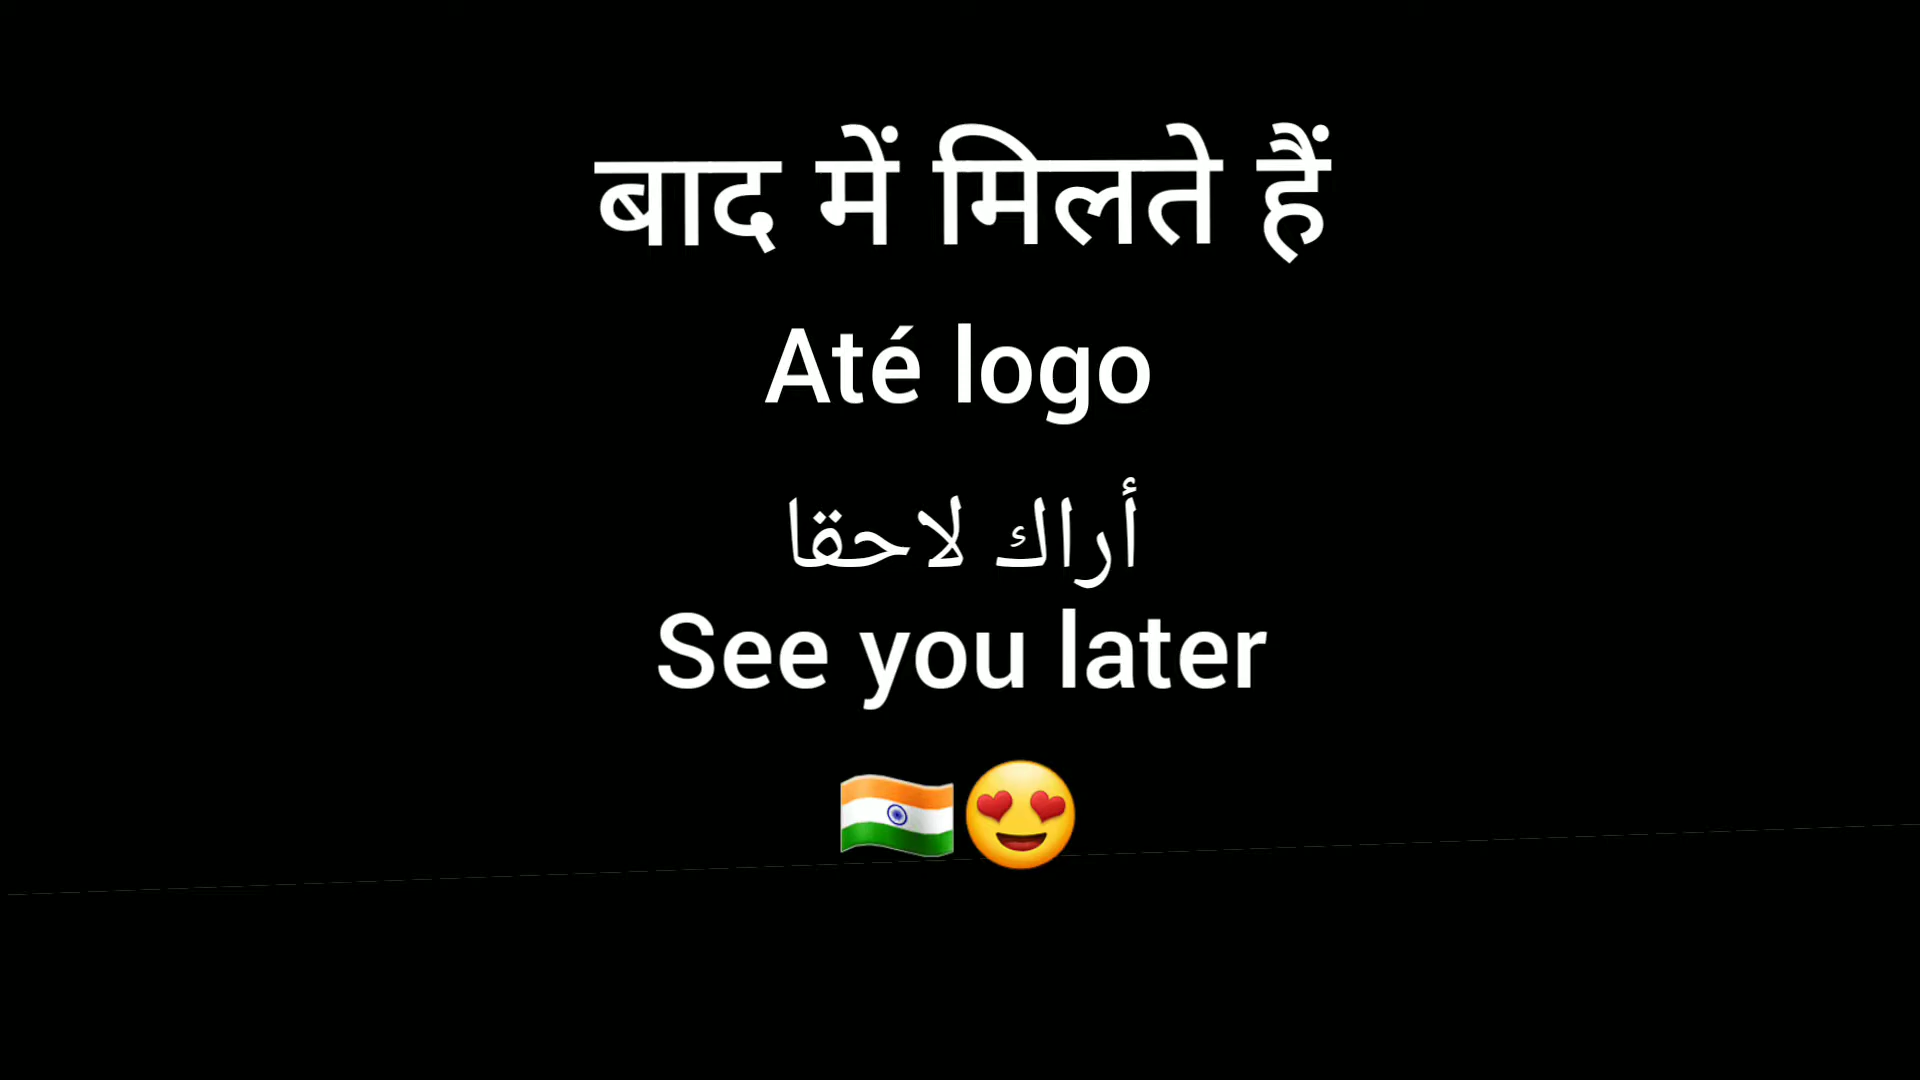 बाद में मिलते हैं
Até logo
أراك لاحقا
See you later
🇮🇳😍